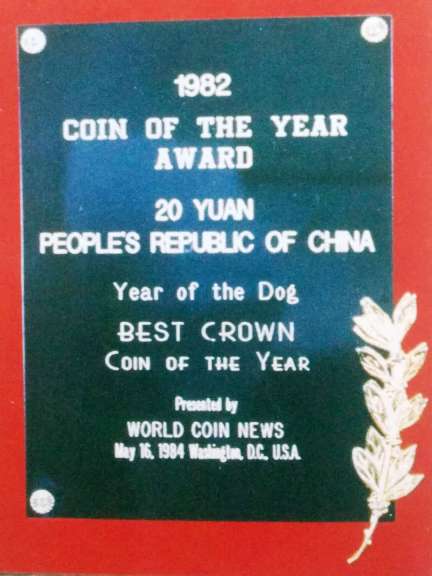 1982
COIN OF THE YEAR
AWARD
20 YUAN
PEOPLE'S REPUBLIC OF CHINA
Year of the Dog
BEST CROWN
COIN OF THE YEAR
Presented by
WORLD COIN NEWS
May 16, 1984 Washington, D.C., U.S.A.